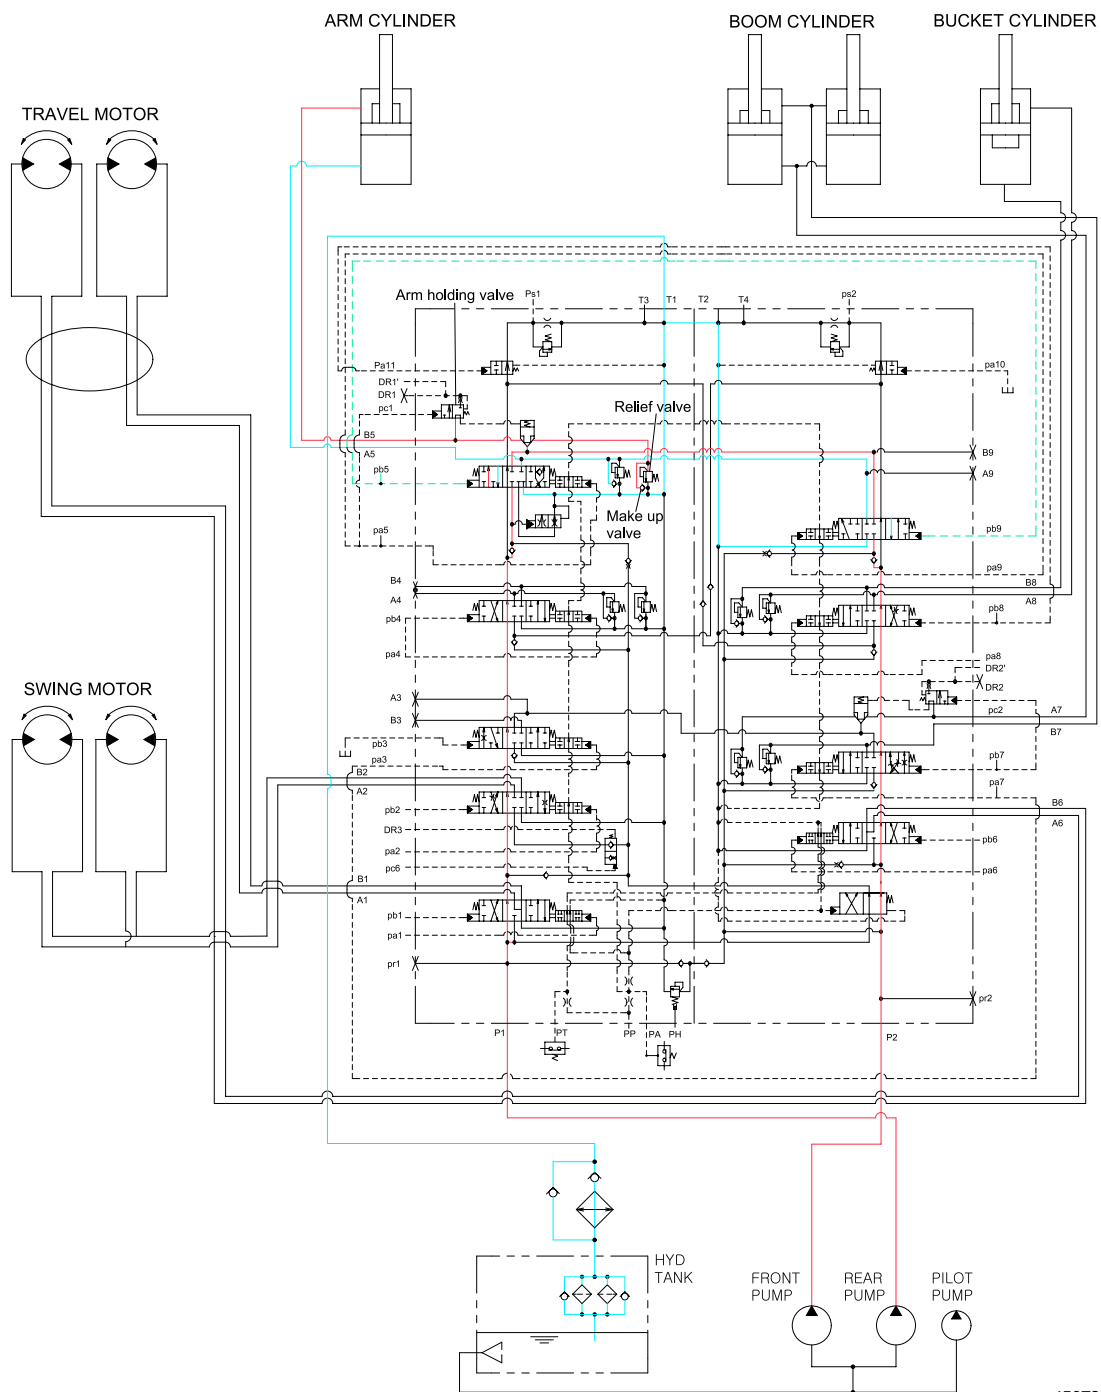 ARM CYLINDER
BOOM CYLINDER
BUCKET CYLINDER
TRAVEL MOTOR
Arm holding valve
Ps1
T3
T1
T2
T4
ps2
Pa11
pa10
DR1'
DR1
pc1
Relief valve
B5
A5
B9
A9
pb5
Make up
valve
pa5
pb9
pa9
B4
A4
B8
A8
pb4
pb8
pa4
pa8
DR2'
DR2
SWING MOTOR
A3
B3
pc2
A7
B7
pb3
pa3
pb7
pa7
B2
A2
B6
A6
pb2
DR3
pa2
pb6
pc6
pa6
B1
A1
pb1
pa1
pr1
pr2
P1
PT
PP
PA
PH
P2
HYD
TANK
FRONT
PUMP
REAR
PUMP
PILOT
PUMP